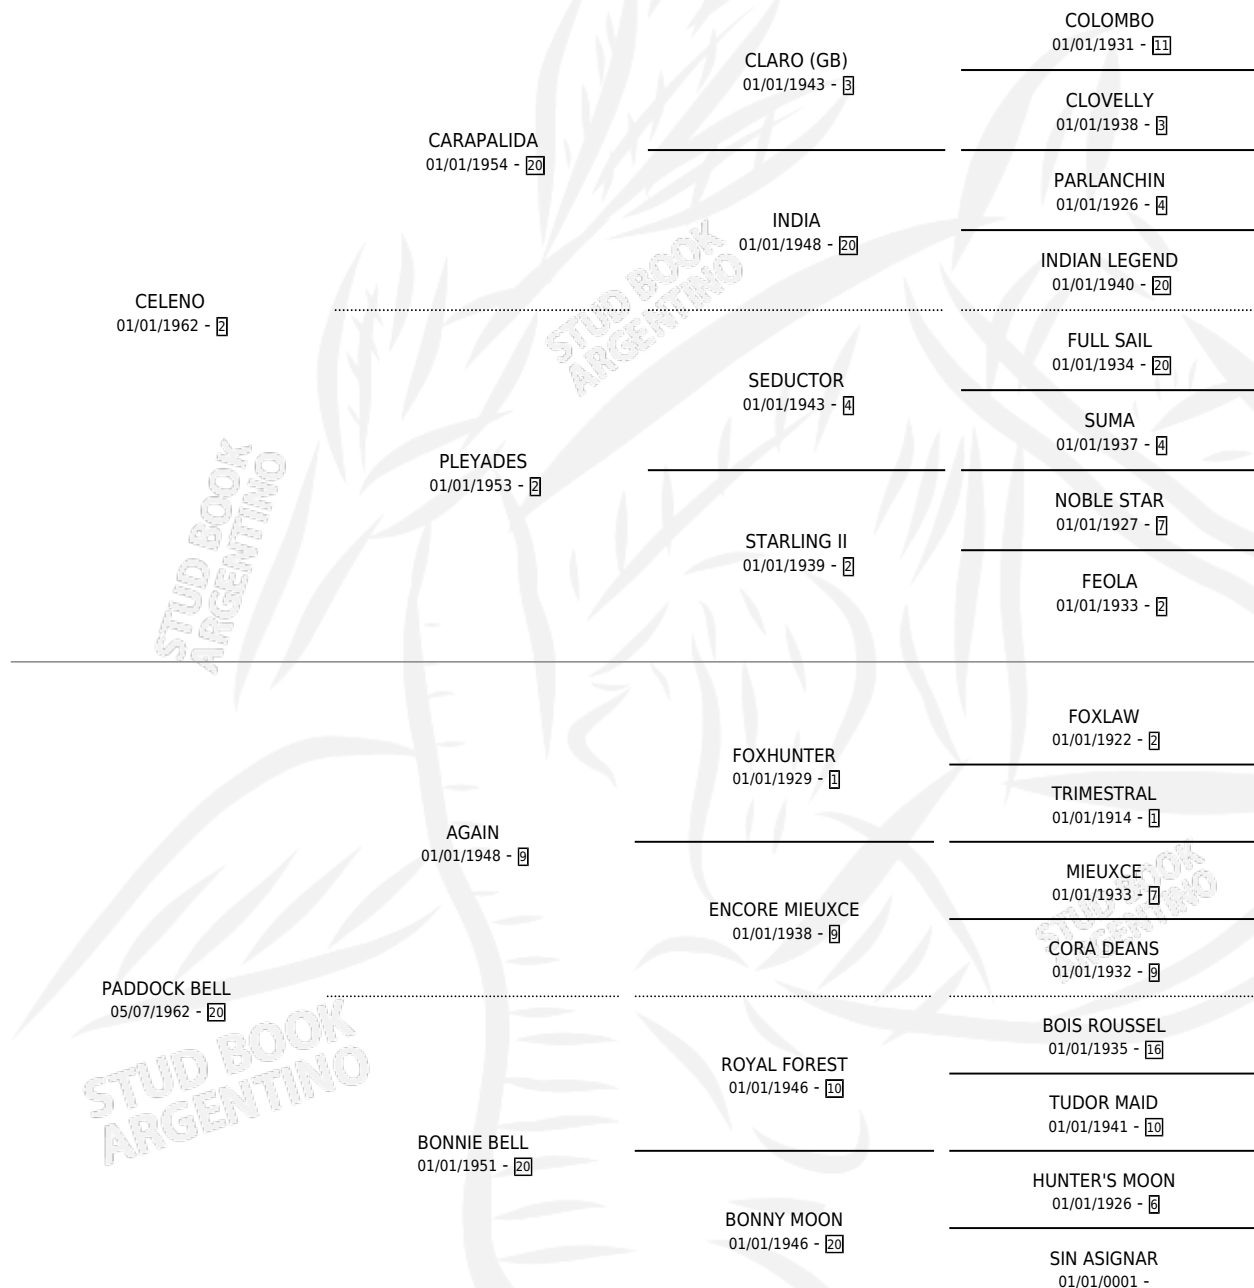 COLOMBO
01/01/1931 - 11
CLARO (GB)
01/01/1943 - 3
CLOVELLY
01/01/1938 - 3
CARAPALIDA
01/01/1954 - 20
PARLANCHIN
01/01/1926 - 4
INDIA
01/01/1948 - 20
INDIAN LEGEND
01/01/1940 - 20
CELENO
01/01/1962 - 2
STUD BOOK
ARGENTINO
FULL SAIL
01/01/1934 - 20
SEDUCTOR
01/01/1943 - 4
SUMA
01/01/1937 - 4
PLEYADES
01/01/1953 - 2
NOBLE STAR
01/01/1927 - 7
STARLING II
01/01/1939 - 2
FEOLA
01/01/1933 - 2
STUD BOOK
ARGENTINO
FOXLAW
01/01/1922 - 2
FOXHUNTER
01/01/1929 - 1
TRIMESTRAL
01/01/1914 - 1
AGAIN
01/01/1948 - 9
MIEUXCE
01/01/1933 - 7
ENCORE MIEUXCE
01/01/1938 - 9
STUD BOOK
ARGENTINO
CORA DEANS
01/01/1932 - 9
PADDOCK BELL
05/07/1962 - 20
STUD BOOK
ARGENTINO
BOIS ROUSSEL
01/01/1935 - 16
ROYAL FOREST
01/01/1946 - 10
TUDOR MAID
01/01/1941 - 10
BONNIE BELL
01/01/1951 - 20
HUNTER'S MOON
01/01/1926 - 6
BONNY MOON
01/01/1946 - 20
SIN ASIGNAR
01/01/0001 -